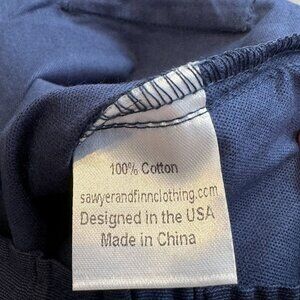 100% Cotton
sawyerandfinnclothing.com
Designed in the USA
Made in China